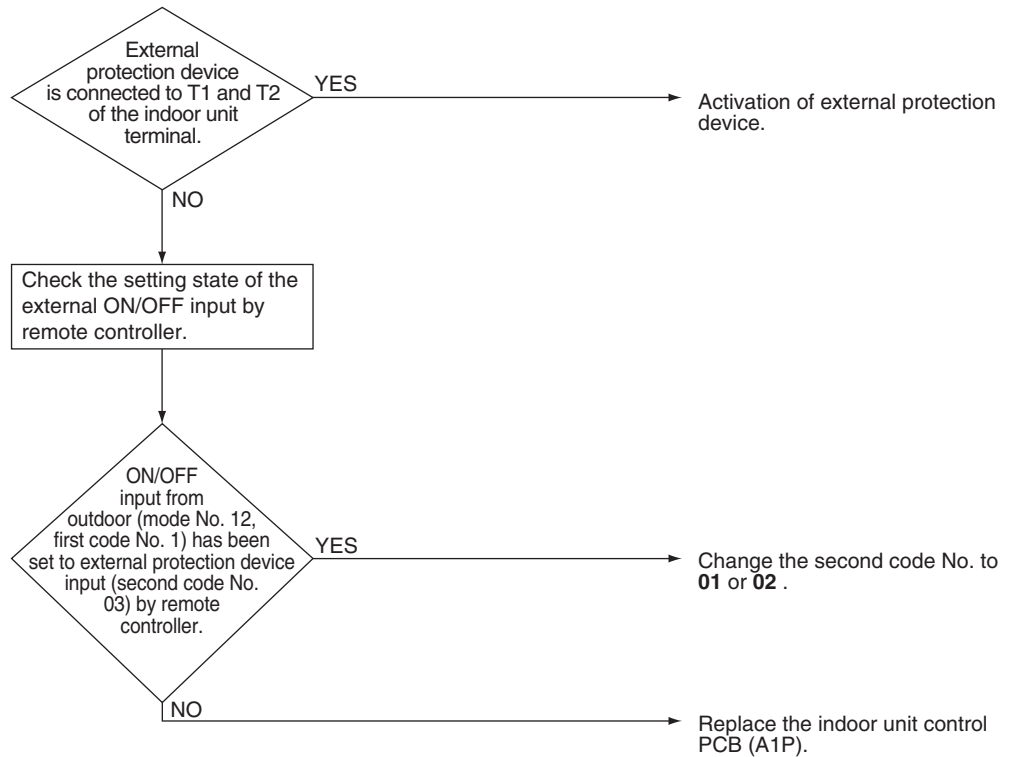 External
protection device
is connected to T1 and T2
of the indoor unit
terminal.
YES
Activation of external protection
device.
NO
Check the setting state of the
external ON/OFF input by
remote controller.
ON/OFF
input from
outdoor (mode No. 12,
first code No. 1) has been
set to external protection device
input (second code No.
03) by remote
controller.
YES
Change the second code No. to
01 or 02 .
NO
Replace the indoor unit control
PCB (A1P).